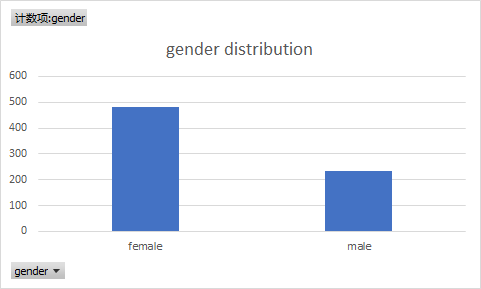 计数项:gender
gender distribution
600
500
400
300
200
100
0
female male
gender